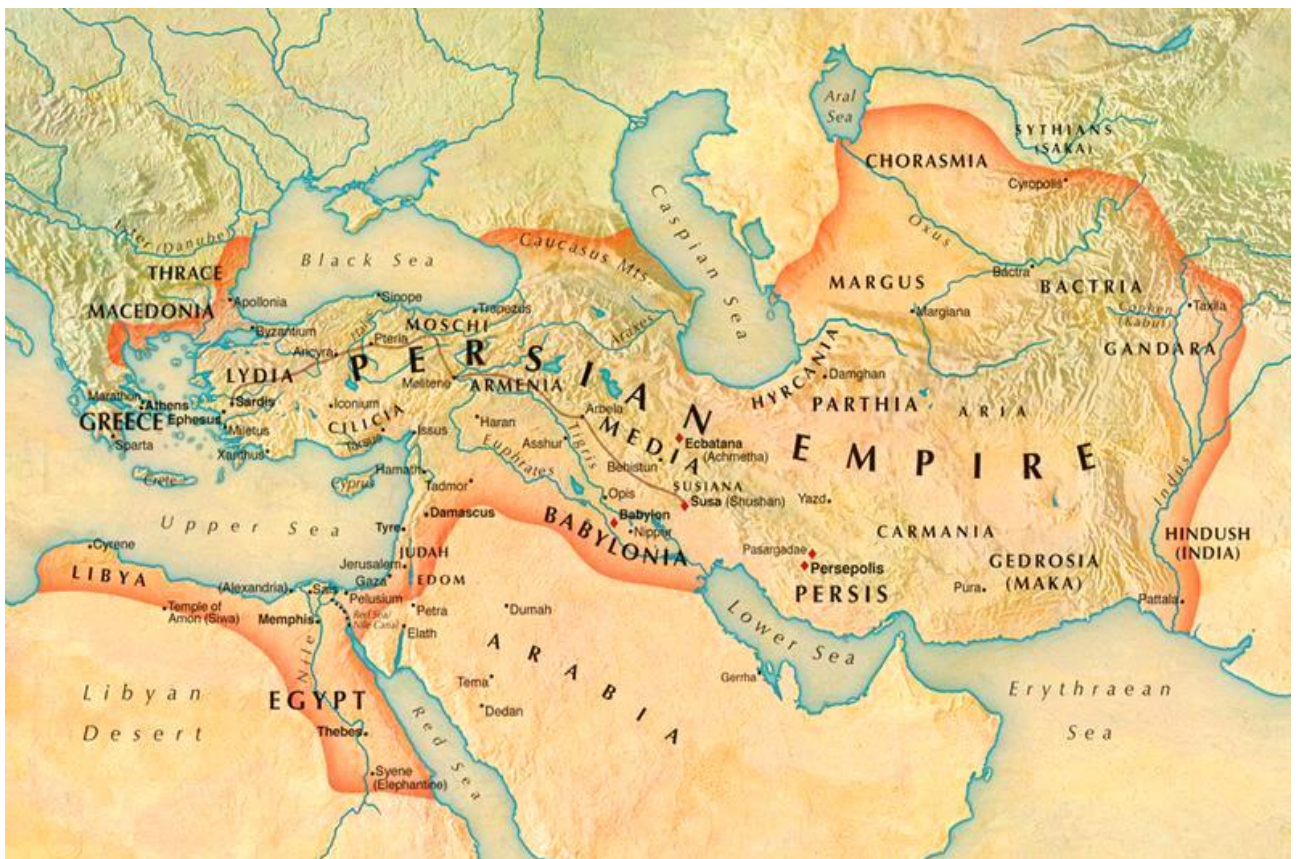 Aral
Sea
SYTHIANS
(SAKA)
CHORASMIA
Cyropolis
Oxus
Caspian Sea
Ister (Danube)
Black Sea
Caucasus Mts.
THRACE
MACEDONIA
Apollonia
Byzantium
Sinope
Trapezus
MOSCHI
Pteria
Ancyra
Halys
Araxes
MARGUS
Margiana
Bactra
BACTRIA
Cophen
(Kabul)
Taxila
GANDARA
PERSIAN EMPIRE
LYDIA
Melitene
ARMENIA
HYRCANIA
Damghan
PARTHIA
ARIA
Marathon
Athens
GREECE
Ephesus
Sardis
Sparta
Miletus
Xanthus
Iconium
CILICIA
Tarsus
Issus
Haran
Arbela
Asshur
Tigris
Euphrates
MEDIA
Ecbatana
(Achmetha)
Behistun
SUSIANA
Susa (Shushan)
Opis
Yazd
Indus
Crete
Cyprus
Hamath
Tadmor
Upper Sea
Damascus
Tyre
Babylon
Nippur
BABYLONIA
CARMANIA
HINDUSH
(INDIA)
Pasargadae
Persepolis
PERSIS
GEDROSIA
(MAKA)
Pura
Pattala
Cyrene
LIBYA
(Alexandria)
Sais
Pelusium
Gaza
Jerusalem
JUDAH
EDOM
Temple of
Amon (Siwa)
Memphis
Red Sea/
Nile Canal
Petra
Elath
Dumah
Nile
ARABIA
Lower Sea
Gerrha
Tema
Dedan
Libyan
Desert
EGYPT
Thebes
Red Sea
Erythraean
Sea
Syene
(Elephantine)